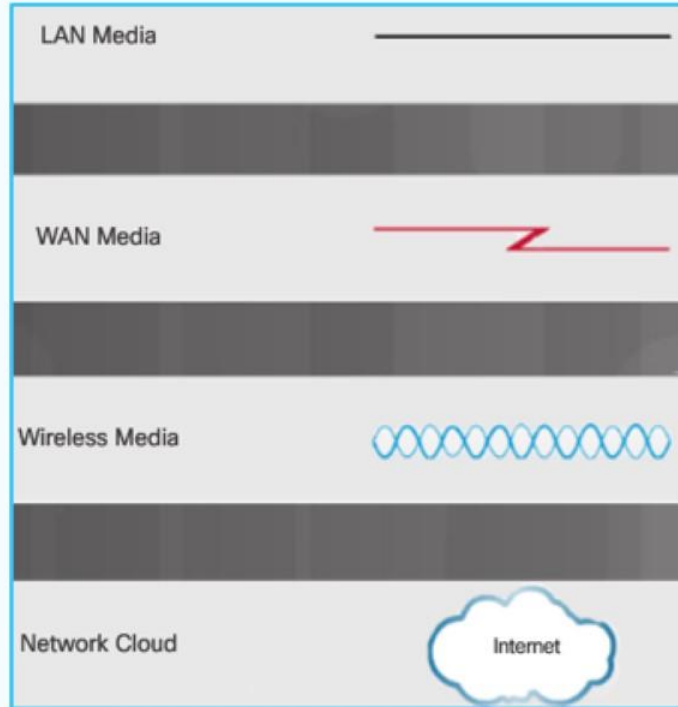 LAN Media
WAN Media
Wireless Media
Network Cloud
Internet